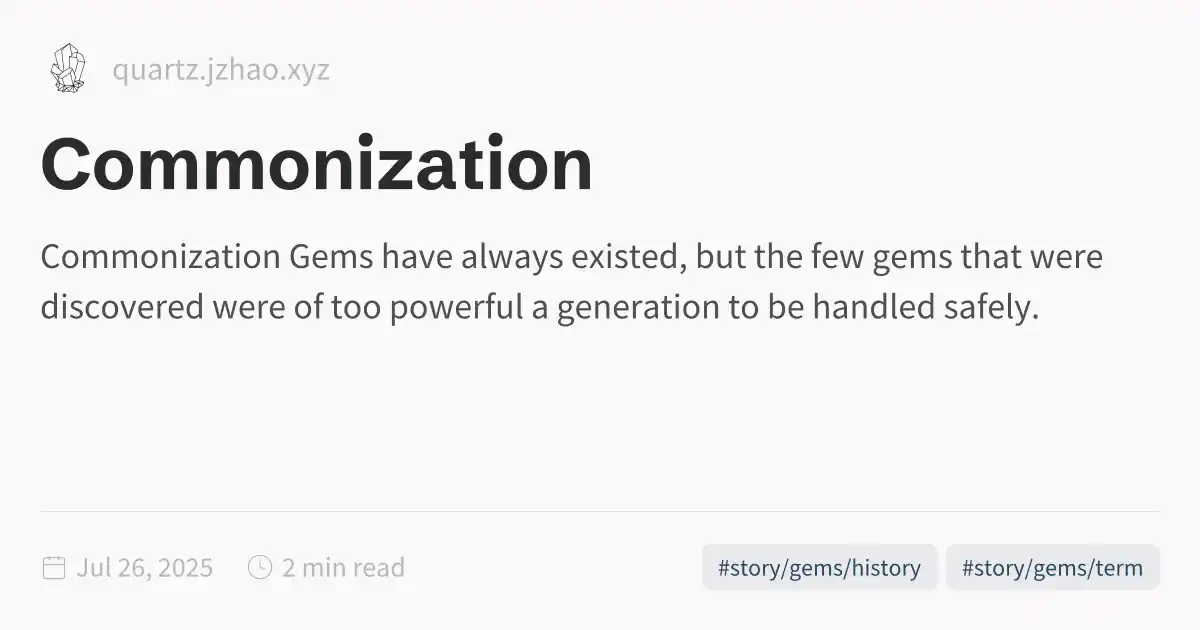 quartz.jzhao.xyz
Commonization
Commonization Gems have always existed, but the few gems that were
discovered were of too powerful a generation to be handled safely.
Jul 26, 2025 2 min read #story/gems/history #story/gems/term